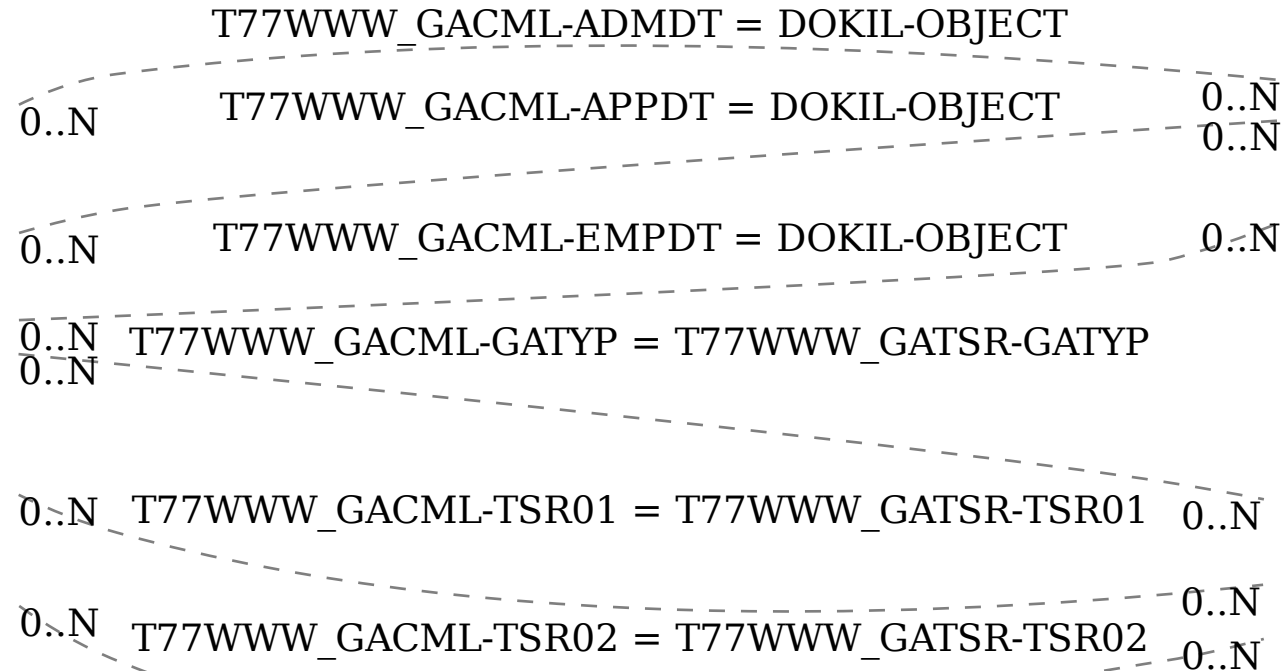 T77WWW_GACML-ADMDT = DOKIL-OBJECT
0..N T77WWW_GACML-APPDT = DOKIL-OBJECT 0..N
0..N
0..N T77WWW_GACML-EMPDT = DOKIL-OBJECT 0..N
0..N T77WWW_GACML-GATYP = T77WWW_GATSR-GATYP
0..N
0..N T77WWW_GACML-TSR01 = T77WWW_GATSR-TSR01 0..N
0..N
0..N T77WWW_GACML-TSR02 = T77WWW_GATSR-TSR02
0..N